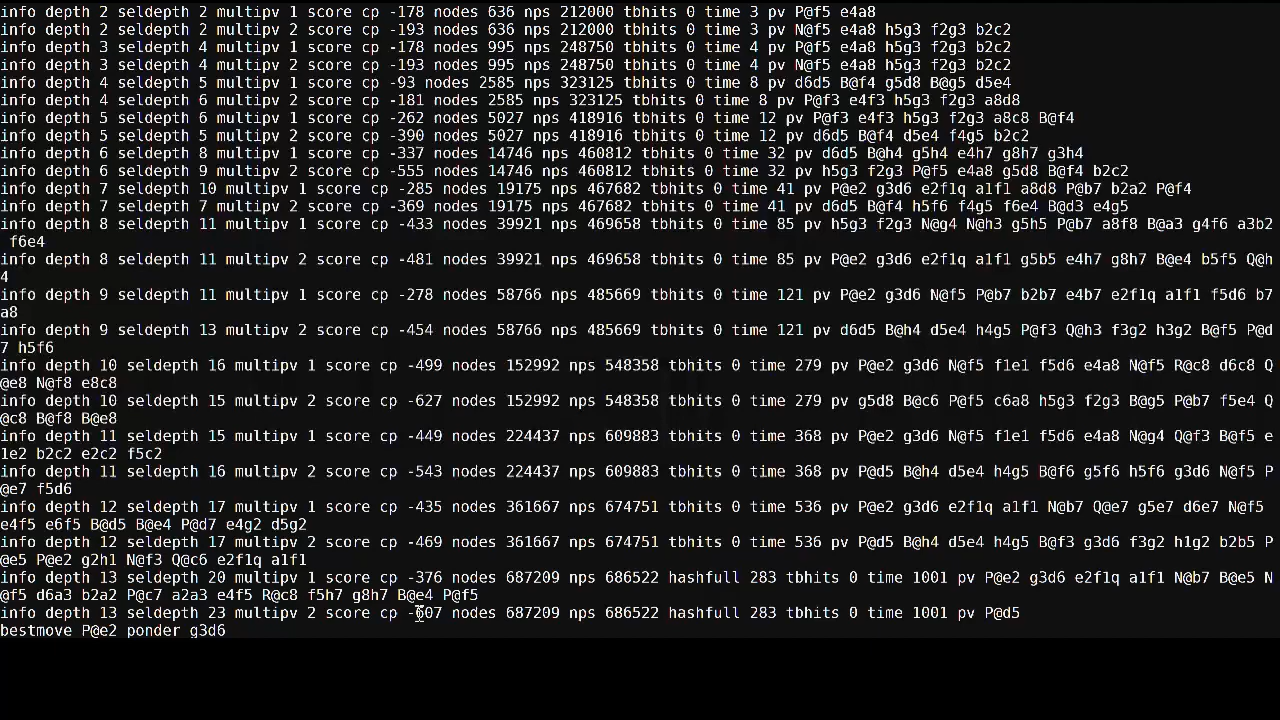 info depth 2 seldepth 2 multipv 1 score cp -178 nodes 636 nps 212000 tbhits 0 time 3 pv P@f5 e4a8
info depth 2 seldepth 2 multipv 2 score cp -193 nodes 636 nps 212000 tbhits 0 time 3 pv N@f5 e4a8 h5g3 f2g3 b2c2
info depth 3 seldepth 4 multipv 1 score cp -178 nodes 995 nps 248750 tbhits 0 time 4 pv P@f5 e4a8
info depth 3 seldepth 4 multipv 2 score cp -193 nodes 995 nps 248750 tbhits 0 time 4 pv N@f5 e4a8 h5g3 f2g3 b2c2
info depth 4 seldepth 5 multipv 1 score cp -93 nodes 2585 nps 323125 tbhits 0 time 8 pv d6d5 B@f4 g5d8 B@g5 d5e4
info depth 4 seldepth 6 multipv 2 score cp -181 nodes 2585 nps 323125 tbhits 0 time 8 pv P@f3 e4f3 h5g3 f2g3 a8d8
info depth 5 seldepth 6 multipv 1 score cp -262 nodes 5027 nps 418916 tbhits 0 time 12 pv P@f3 e4f3 h5g3 f2g3 a8c8 B@f4
info depth 5 seldepth 5 multipv 2 score cp -390 nodes 5027 nps 418916 tbhits 0 time 12 pv d6d5 B@f4 d5e4 f4g5 b2c2
info depth 6 seldepth 8 multipv 1 score cp -337 nodes 14746 nps 460812 tbhits 0 time 32 pv d6d5 B@h4 g5h4 e4h7 g8h7 g3h4
info depth 6 seldepth 9 multipv 2 score cp -555 nodes 14746 nps 460812 tbhits 0 time 32 pv h5g3 f2g3 P@f5 e4a8 g5d8 B@f4 b2c2
info depth 7 seldepth 10 multipv 1 score cp -285 nodes 19175 nps 467682 tbhits 0 time 41 pv P@e2 g3d6 e2f1q a1f1 a8d8 P@b7 b2a2 P@f4
info depth 7 seldepth 7 multipv 2 score cp -369 nodes 19175 nps 467682 tbhits 0 time 41 pv d6d5 B@f4 h5f6 f4g5 f6e4 B@d3 e4g5
info depth 8 seldepth 11 multipv 1 score cp -433 nodes 39921 nps 469658 tbhits 0 time 85 pv h5g3 f2g3 N@g4 N@h3 g5h5 P@b7 a8f8 B@a3 g4f6 a3b2
f6e4
info depth 8 seldepth 11 multipv 2 score cp -481 nodes 39921 nps 469658 tbhits 0 time 85 pv P@e2 g3d6 e2f1q a1f1 g5b5 e4h7 g8h7 B@e4 b5f5 Q@h
4
info depth 9 seldepth 11 multipv 1 score cp -278 nodes 58766 nps 485669 tbhits 0 time 121 pv P@e2 g3d6 N@f5 P@b7 b2b7 e4b7 e2f1q a1f1 f5d6 b7
a8
info depth 9 seldepth 13 multipv 2 score cp -454 nodes 58766 nps 485669 tbhits 0 time 121 pv d6d5 B@h4 d5e4 h4g5 P@f3 Q@h3 f3g2 h3g2 B@f5 P@d
7 h5f6
info depth 10 seldepth 16 multipv 1 score cp -499 nodes 152992 nps 548358 tbhits 0 time 279 pv P@e2 g3d6 N@f5 f1e1 f5d6 e4a8 N@f5 R@c8 d6c8 Q
@e8 N@f8 e8c8
info depth 10 seldepth 15 multipv 2 score cp -627 nodes 152992 nps 548358 tbhits 0 time 279 pv g5d8 B@c6 P@f5 c6a8 h5g3 f2g3 B@g5 P@b7 f5e4 Q
@c8 B@f8 B@e8
info depth 11 seldepth 15 multipv 1 score cp -449 nodes 224437 nps 609883 tbhits 0 time 368 pv P@e2 g3d6 N@f5 f1e1 f5d6 e4a8 N@g4 Q@f3 B@f5 e
1e2 b2c2 e2c2 f5c2
info depth 11 seldepth 16 multipv 2 score cp -543 nodes 224437 nps 609883 tbhits 0 time 368 pv P@d5 B@h4 d5e4 h4g5 B@f6 g5f6 h5f6 g3d6 N@f5 P
@e7 f5d6
info depth 12 seldepth 17 multipv 1 score cp -435 nodes 361667 nps 674751 tbhits 0 time 536 pv P@e2 g3d6 e2f1q a1f1 N@b7 Q@e7 g5e7 d6e7 N@f5
e4f5 e6f5 B@d5 B@e4 P@d7 e4g2 d5g2
info depth 12 seldepth 17 multipv 2 score cp -469 nodes 361667 nps 674751 tbhits 0 time 536 pv P@d5 B@h4 d5e4 h4g5 B@f3 g3d6 f3g2 h1g2 b2b5 P
@e5 P@e2 g2h1 N@f3 Q@c6 e2f1q a1f1
info depth 13 seldepth 20 multipv 1 score cp -376 nodes 687209 nps 686522 hashfull 283 tbhits 0 time 1001 pv P@e2 g3d6 e2f1q a1f1 N@b7 B@e5 N
@f5 d6a3 b2a2 P@c7 a2a3 e4f5 R@c8 f5h7 g8h7 B@e4 P@f5
info depth 13 seldepth 23 multipv 2 score cp -607 nodes 687209 nps 686522 hashfull 283 tbhits 0 time 1001 pv P@d5
bestmove P@e2 ponder g3d6